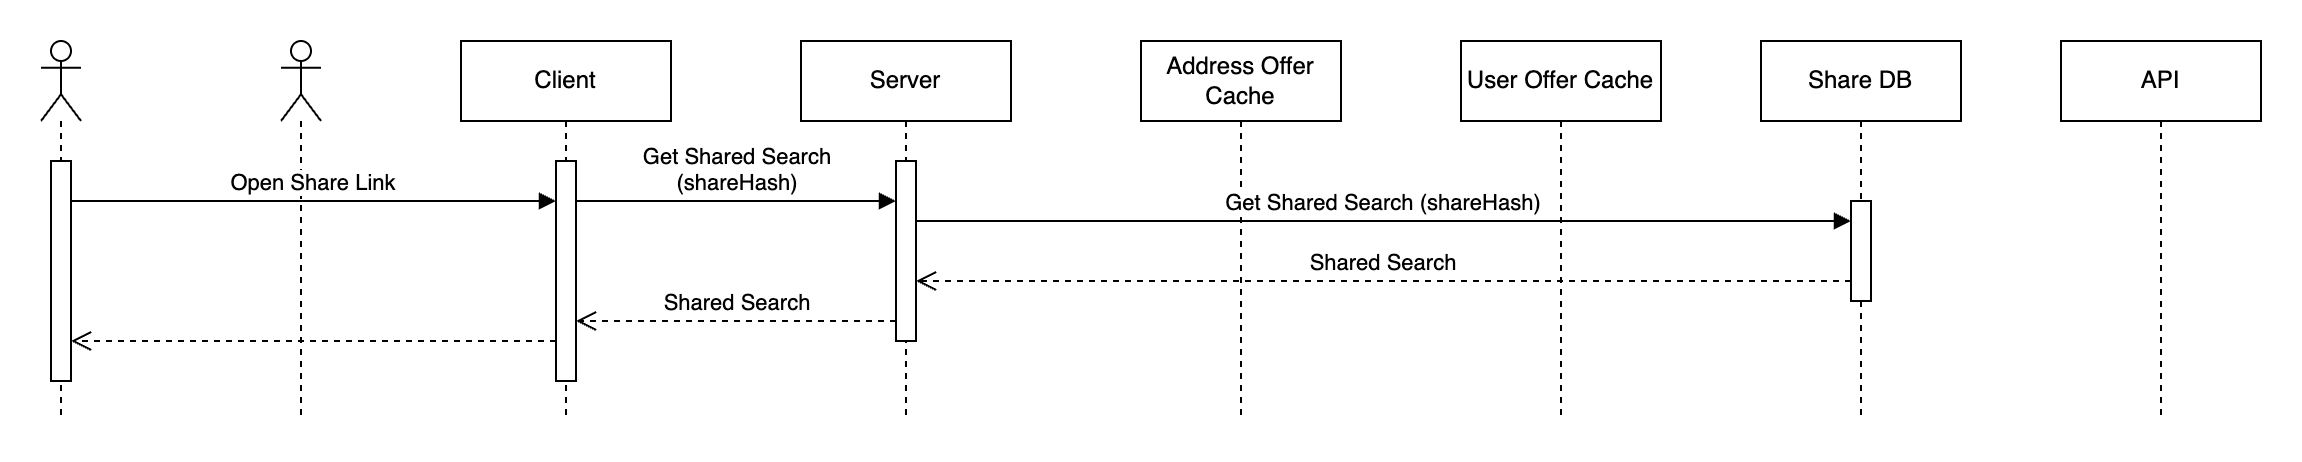 Client
Server
Address Offer
Cache
User Offer Cache
Share DB
API
Open Share Link
Get Shared Search
(shareHash)
Get Shared Search (shareHash)
Shared Search
Shared Search